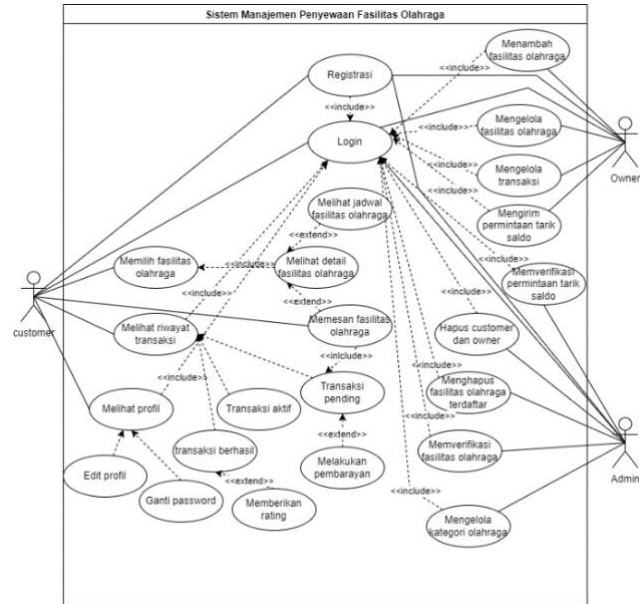 Sistem Manajemen Penyewaan Fasilitas Olahraga
Menambah
fasilitas olahraga
<<include>>
Registrasi
<<include>>
Login
<<include>>
Mengelola
fasilitas olahraga
<<include>>
Mengelola
transaksi
<<include>>
Mengirim
permintaan tarik
saldo
Owner
Melihat jadwal
fasilitas olahraga
<<extend>>
Memilih fasilitas
olahraga
<<include>>
Melihat detail
fasilitas olahraga
<<include>>
Memverifikasi
permintaan tarik
saldo
<<extend>>
customer
Melihat riwayat
transaksi
Memesan fasilitas
olahraga
<<include>>
Hapus customer
dan owner
<<inlclude>>
<<include>>
Melihat profil
Transaksi aktif
Transaksi
pending
<<include>>
Menghapus
fasilitas olahraga
terdaftar
transaksi berhasil
<<extend>>
<<include>>
Memverifikasi
fasilitas olahraga
Edit profil
Ganti password
<<extend>>
Memberikan
rating
Melakukan
pembarayan
Admin
<<include>>
Mengelola
kategori olahraga